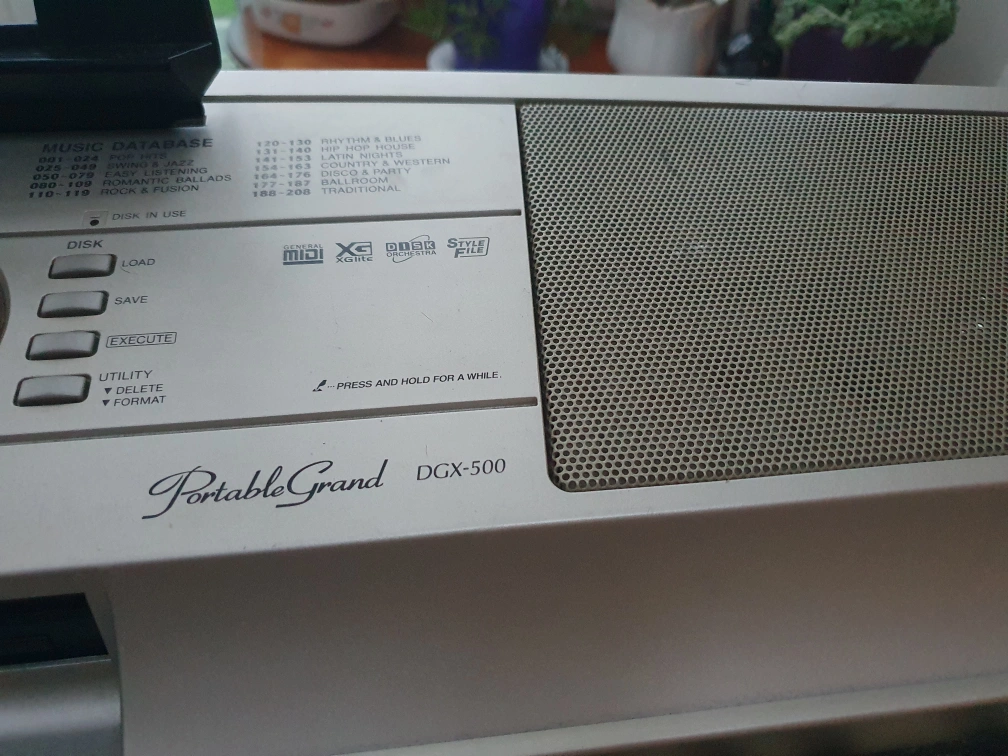 MUSIC DATABASE
001-024 POP HITS
025-049 SWING & JAZZ
050-079 EASY LISTENING
080-109 ROMANTIC BALLADS
110-119 ROCK & FUSION
120-130 RHYTHM & BLUES
131-140 HIP HOP HOUSE
141-153 LATIN NIGHTS
154-163 COUNTRY & WESTERN
164-176 DISCO & PARTY
177-187 BALLROOM
188-208 TRADITIONAL
DISK IN USE
DISK
LOAD
SAVE
EXECUTE
UTILITY
▼ DELETE
▼ FORMAT
GENERAL MIDI
XG XGlite
DISK ORCHESTRA
STYLE FILE
···PRESS AND HOLD FOR A WHILE.
PortableGrand DGX-500